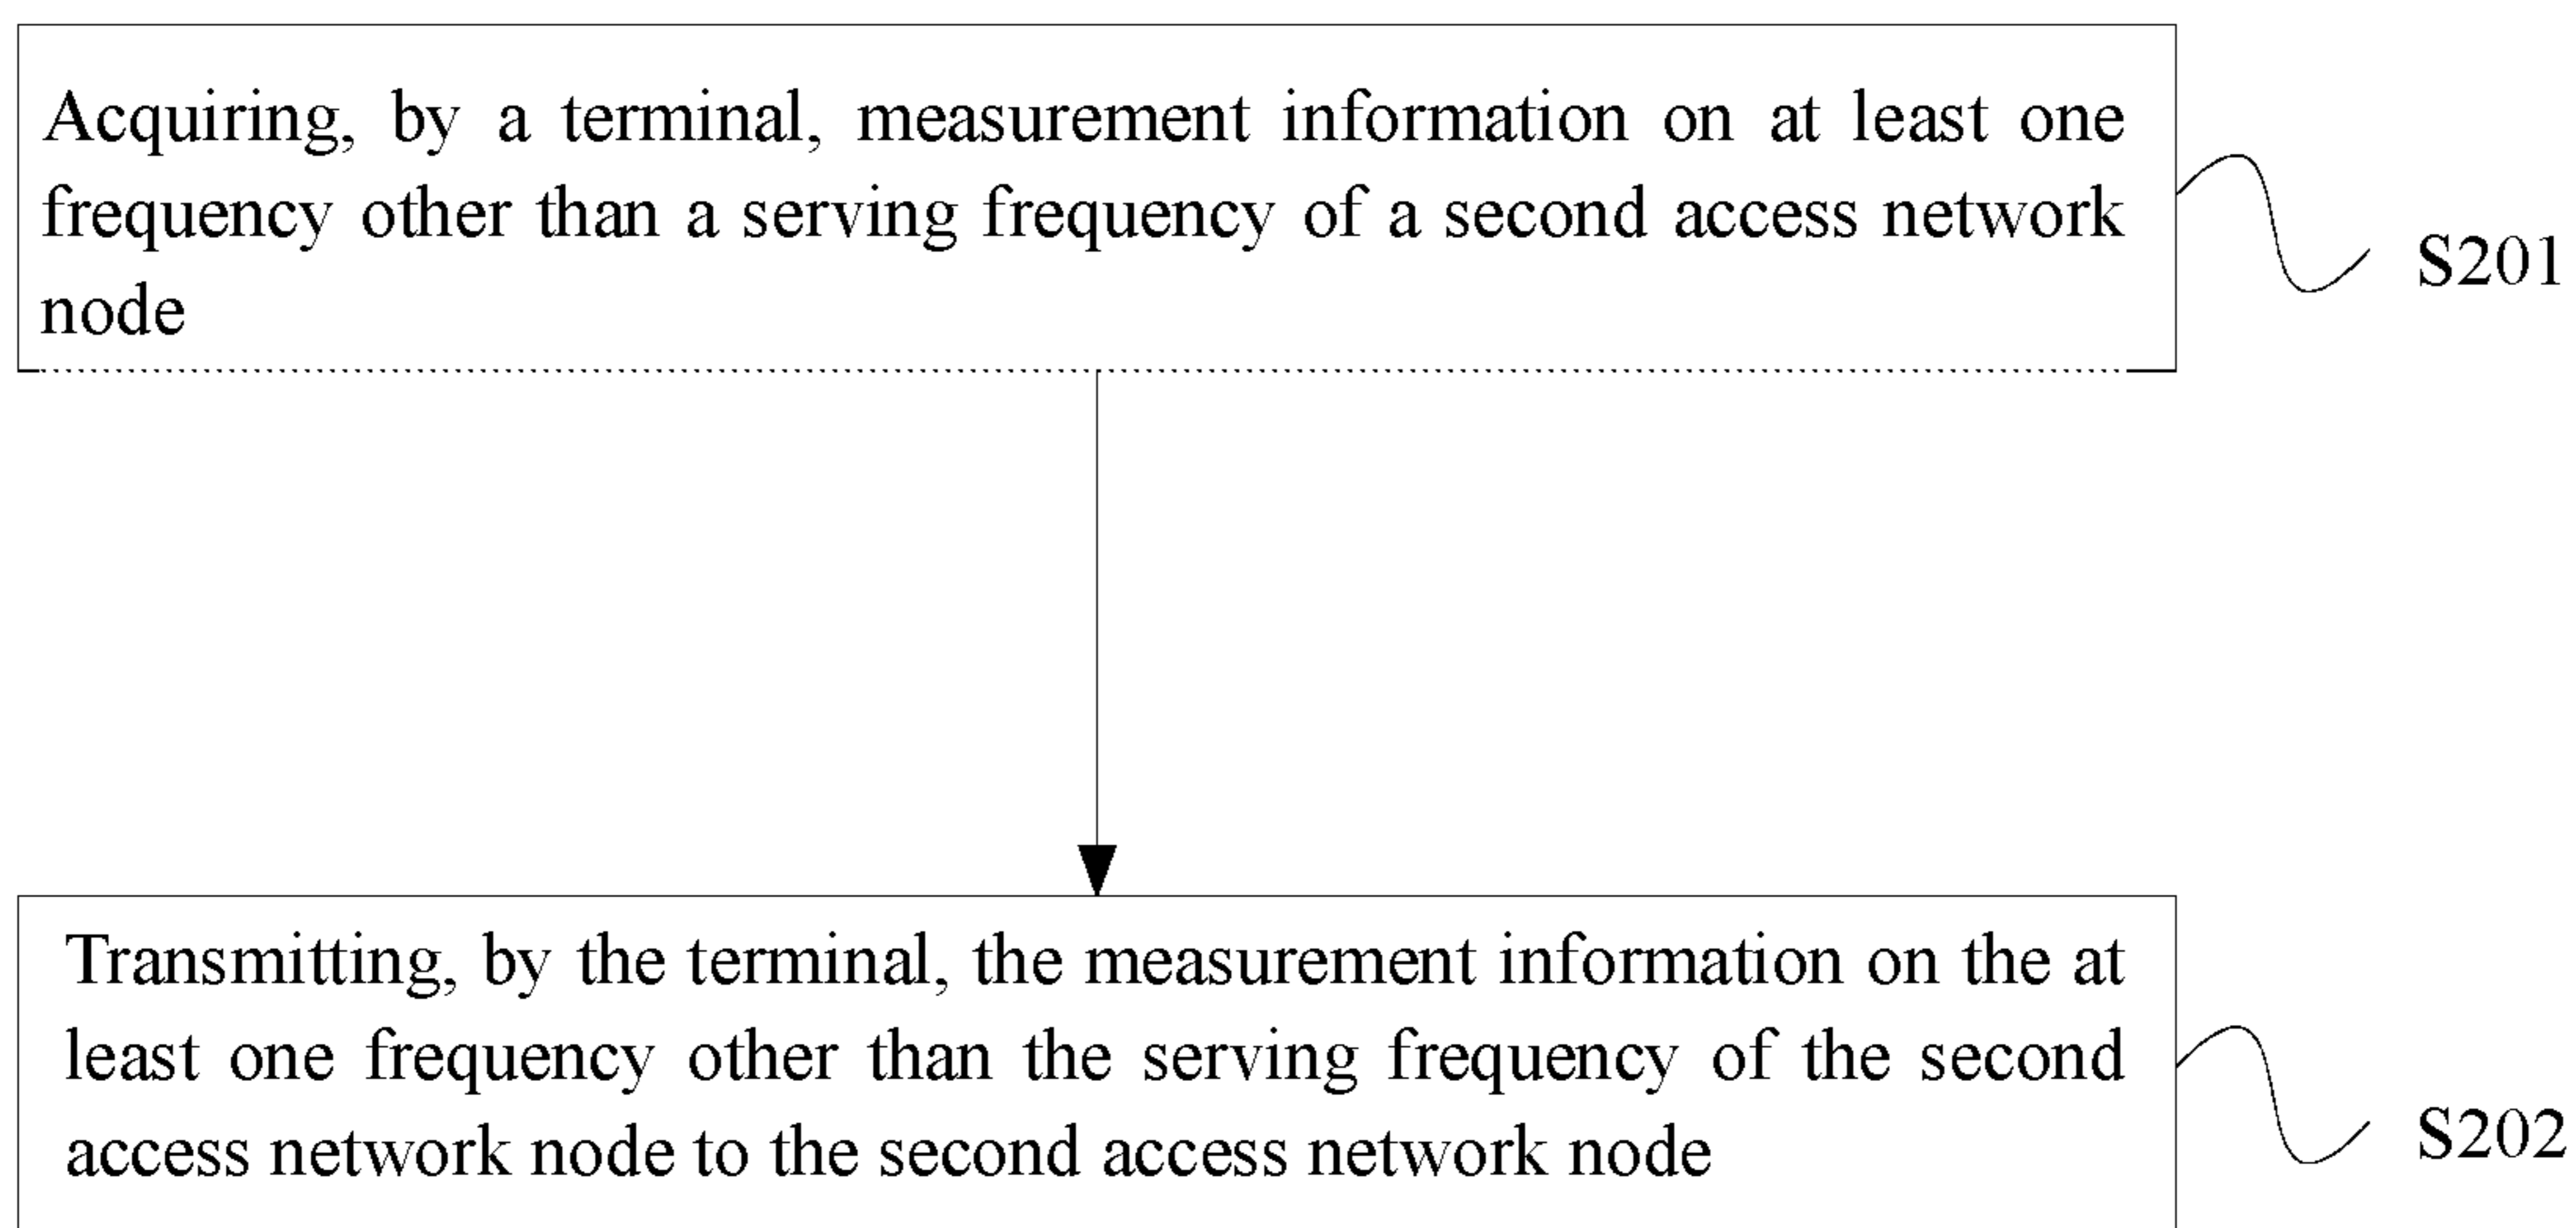 Acquiring, by a terminal, measurement information on at least one
frequency other than a serving frequency of a second access network
node
S201
Transmitting, by the terminal, the measurement information on the at
least one frequency other than the serving frequency of the second
access network node to the second access network node
S202